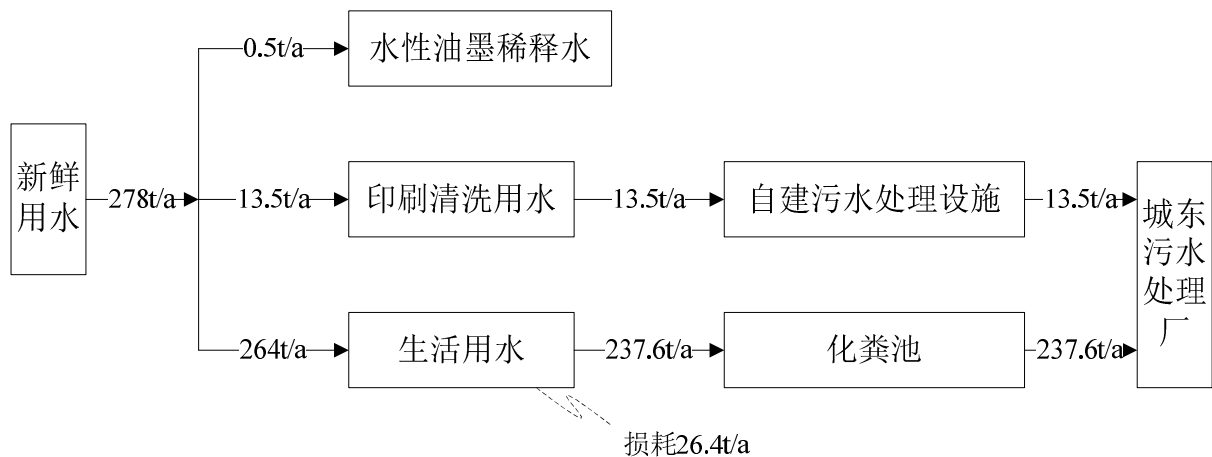 0.5t/a
水性油墨稀释水
新鲜
用水
278t/a
13.5t/a
印刷清洗用水
13.5t/a
自建污水处理设施
13.5t/a
城东
污水
处理
厂
264t/a
生活用水
237.6t/a
化粪池
237.6t/a
损耗26.4t/a